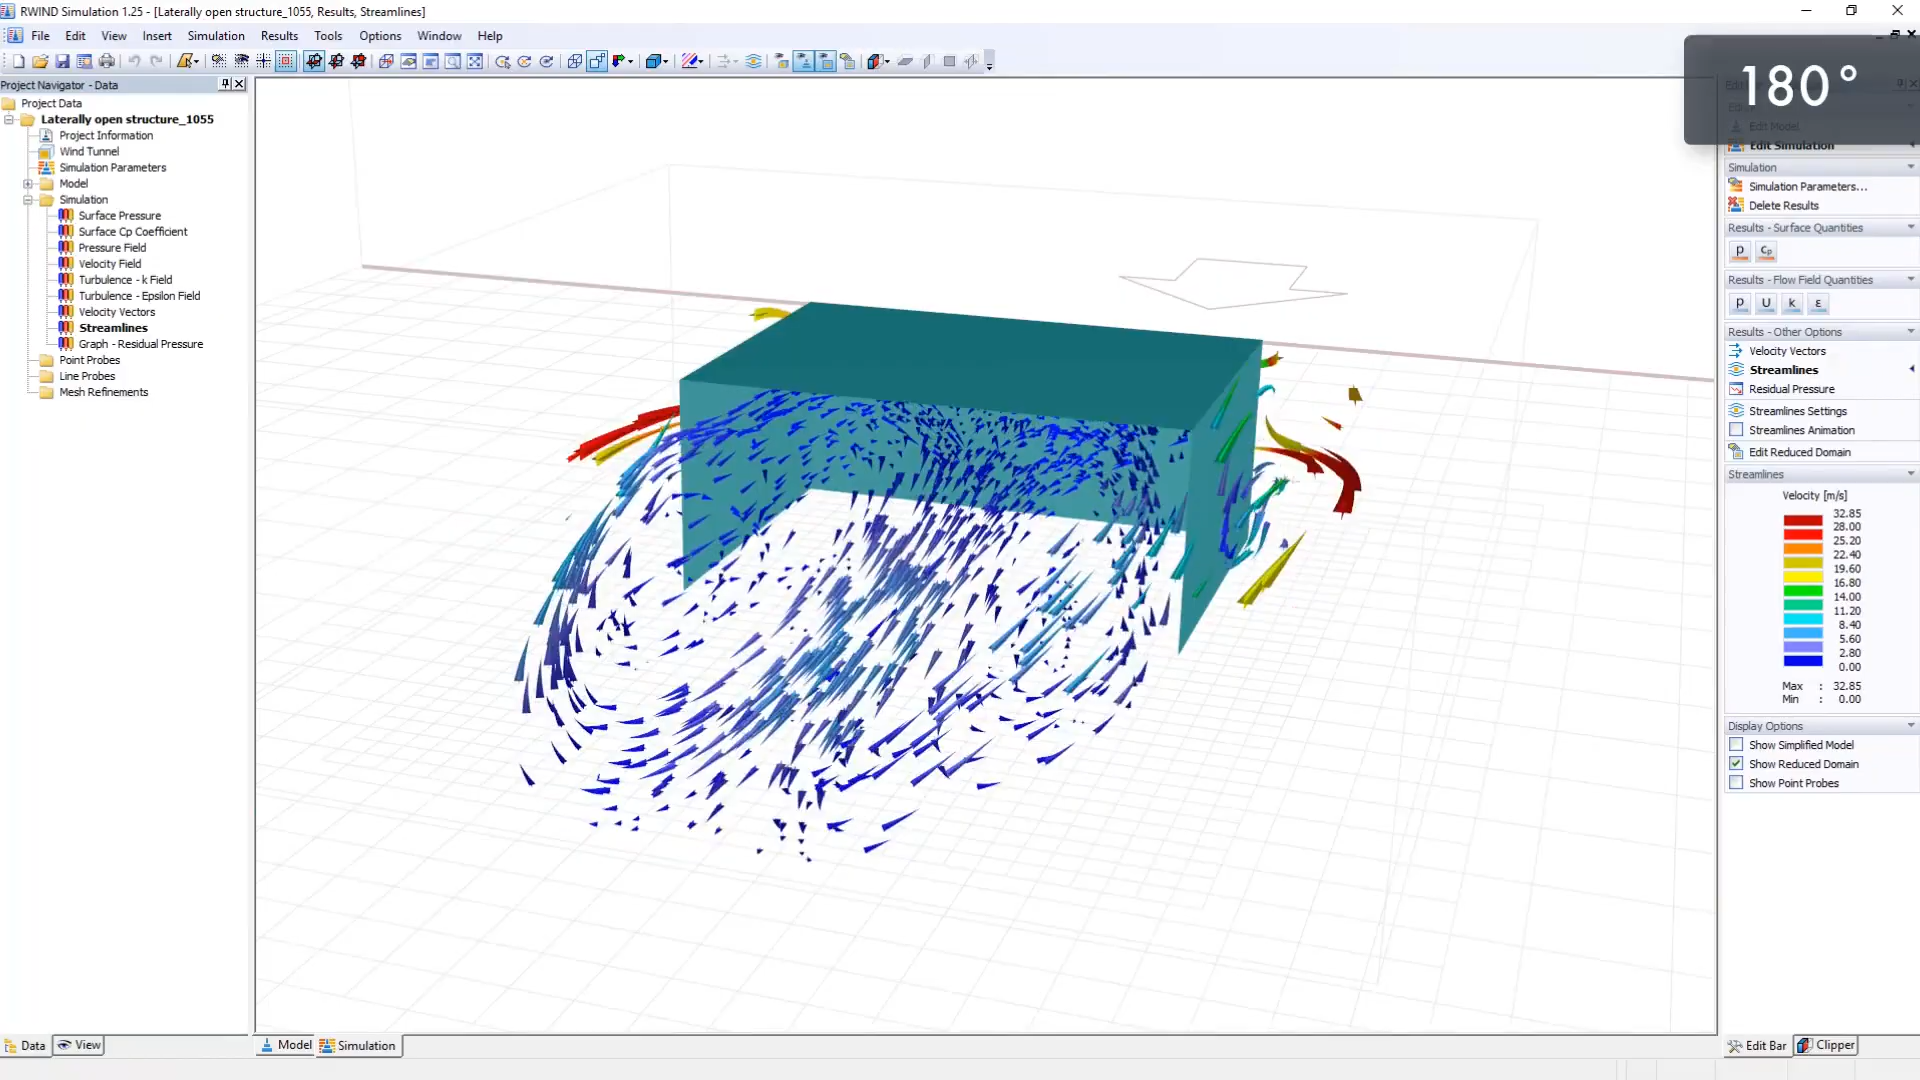 RWIND Simulation 1.25 - [Laterally open structure_1055, Results, Streamlines]
File Edit View Insert Simulation Results Tools Options Window Help
180°
Project Navigator - Data
Project Data
Laterally open structure_1055
Project Information
Wind Tunnel
Simulation Parameters
Model
Simulation
Surface Pressure
Surface Cp Coefficient
Pressure Field
Velocity Field
Turbulence - k Field
Turbulence - Epsilon Field
Velocity Vectors
Streamlines
Graph - Residual Pressure
Point Probes
Line Probes
Mesh Refinements
Edit Model
Edit Simulation
Simulation
Simulation Parameters...
Delete Results
Results - Surface Quantities
p Cp
Results - Flow Field Quantities
p U k ε
Results - Other Options
Velocity Vectors
Streamlines
Residual Pressure
Streamlines Settings
Streamlines Animation
Edit Reduced Domain
Streamlines
Velocity [m/s]
32.85
28.00
25.20
22.40
19.60
16.80
14.00
11.20
8.40
5.60
2.80
0.00
Max : 32.85
Min : 0.00
Display Options
Show Simplified Model
Show Reduced Domain
Show Point Probes
Data View
Model Simulation
Edit Bar Clipper